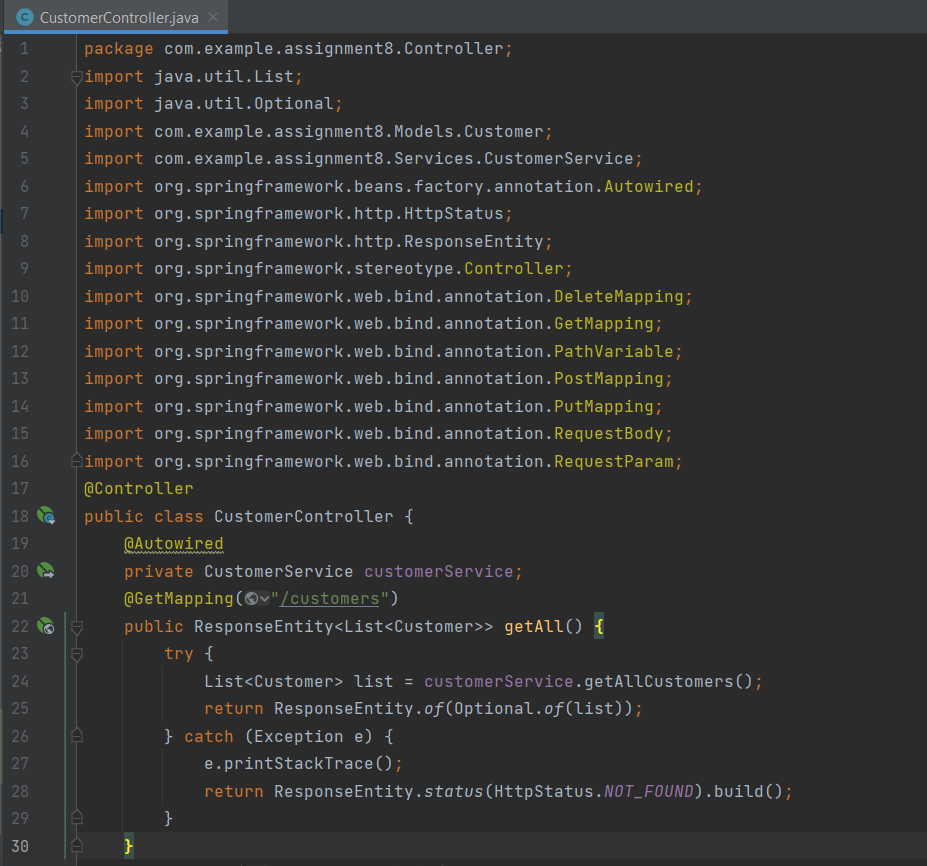 CustomerController.java
1 package com.example.assignment8.Controller;
2 import java.util.List;
3 import java.util.Optional;
4 import com.example.assignment8.Models.Customer;
5 import com.example.assignment8.Services.CustomerService;
6 import org.springframework.beans.factory.annotation.Autowired;
7 import org.springframework.http.HttpStatus;
8 import org.springframework.http.ResponseEntity;
9 import org.springframework.stereotype.Controller;
10 import org.springframework.web.bind.annotation.DeleteMapping;
11 import org.springframework.web.bind.annotation.GetMapping;
12 import org.springframework.web.bind.annotation.PathVariable;
13 import org.springframework.web.bind.annotation.PostMapping;
14 import org.springframework.web.bind.annotation.PutMapping;
15 import org.springframework.web.bind.annotation.RequestBody;
16 import org.springframework.web.bind.annotation.RequestParam;
17 @Controller
18 public class CustomerController {
19     @Autowired
20     private CustomerService customerService;
21     @GetMapping("/customers")
22     public ResponseEntity<List<Customer>> getAll() {
23         try {
24             List<Customer> list = customerService.getAllCustomers();
25             return ResponseEntity.of(Optional.of(list));
26         } catch (Exception e) {
27             e.printStackTrace();
28             return ResponseEntity.status(HttpStatus.NOT_FOUND).build();
29         }
30     }